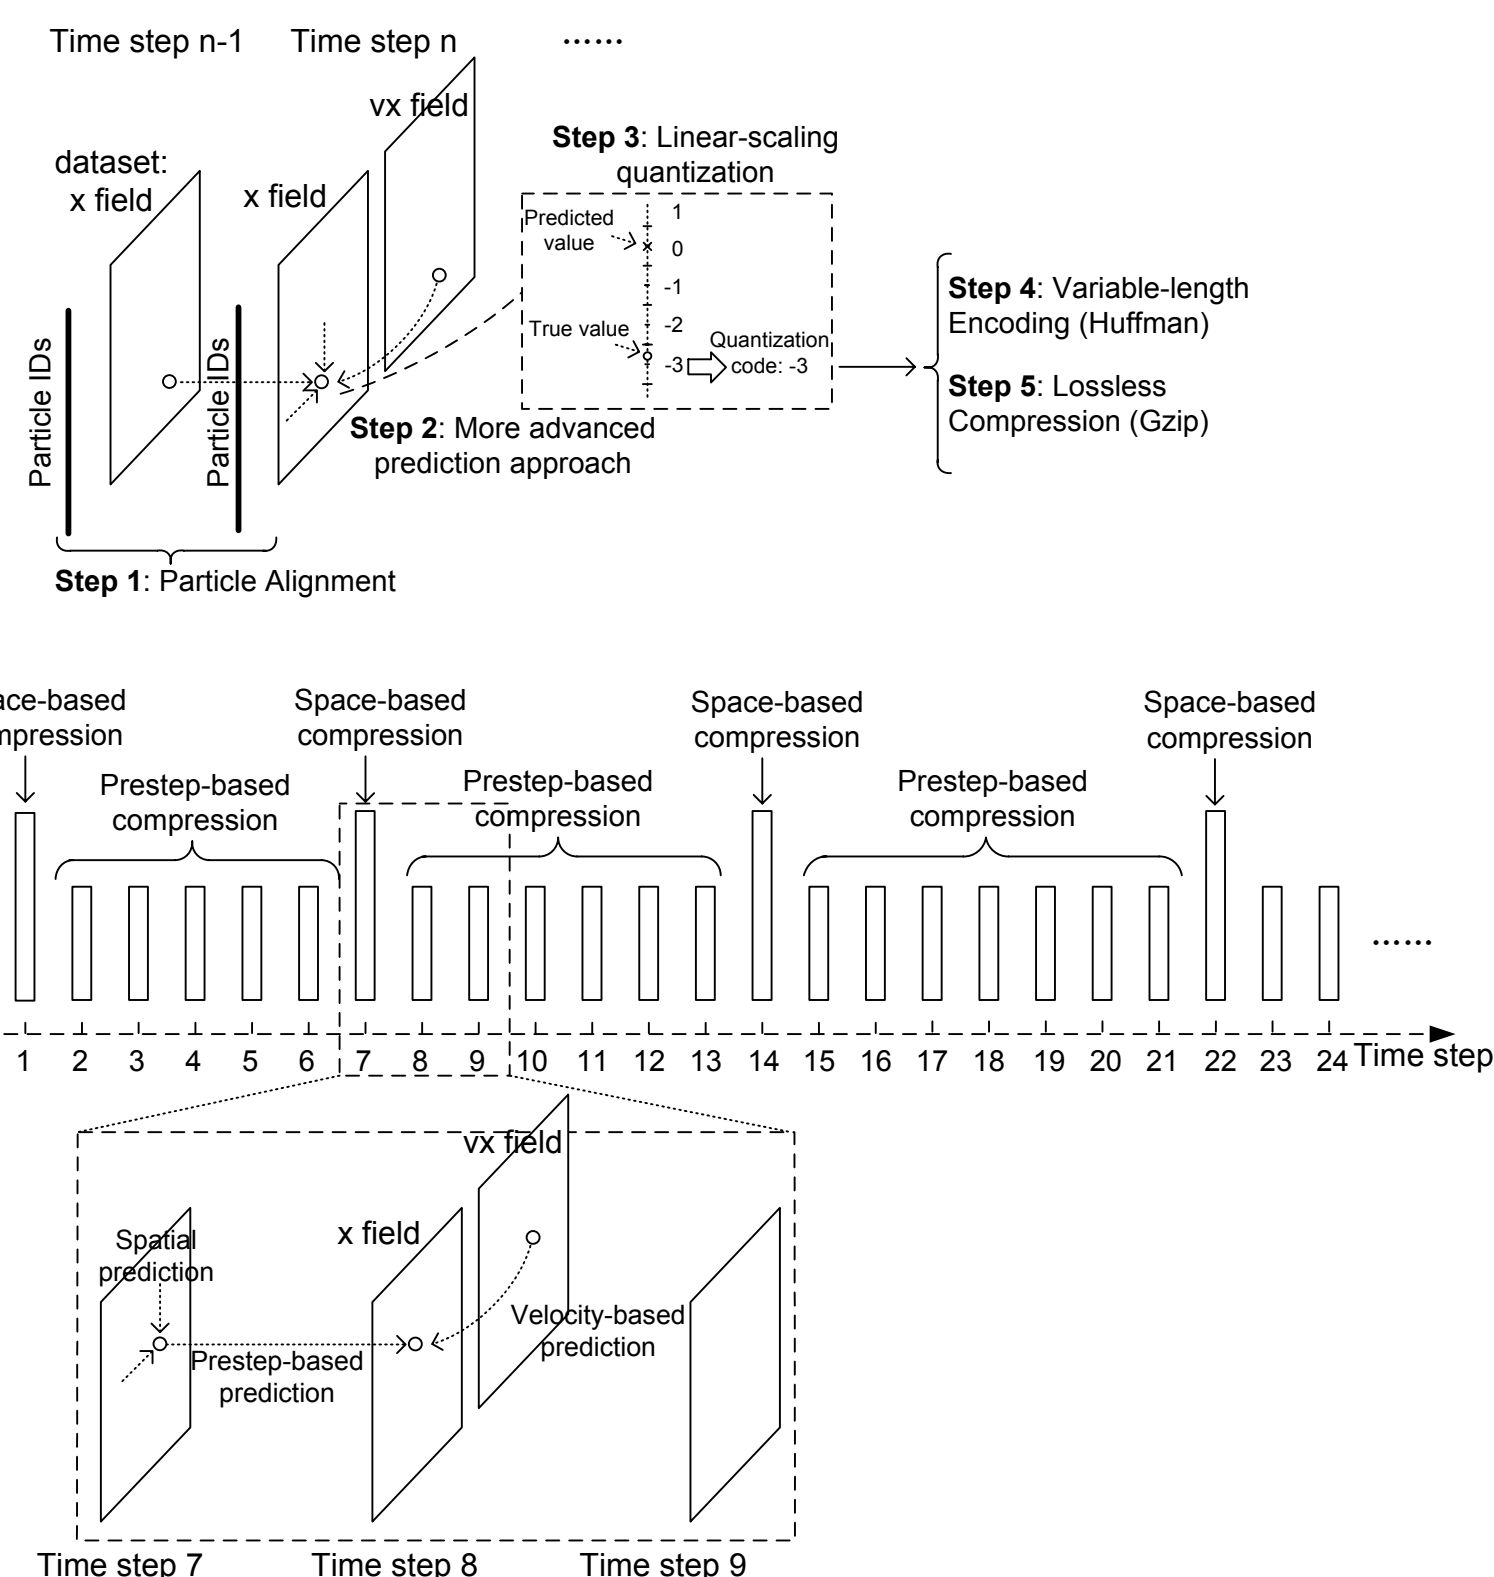 Time step n-1 Time step n ......
vx field
dataset:
x field
x field
Particle IDs
Particle IDs
Step 1: Particle Alignment
Step 2: More advanced
prediction approach
Step 3: Linear-scaling
quantization
Predicted
value
True value
1
0
-1
-2
-3
Quantization
code: -3
Step 4: Variable-length
Encoding (Huffman)
Step 5: Lossless
Compression (Gzip)
ace-based
mpression
Space-based
compression
Space-based
compression
Space-based
compression
Prestep-based
compression
Prestep-based
compression
Prestep-based
compression
......
1 2 3 4 5 6 7 8 9 10 11 12 13 14 15 16 17 18 19 20 21 22 23 24 Time step
vx field
x field
Spatial
prediction
Prestep-based
prediction
Velocity-based
prediction
Time step 7 Time step 8 Time step 9